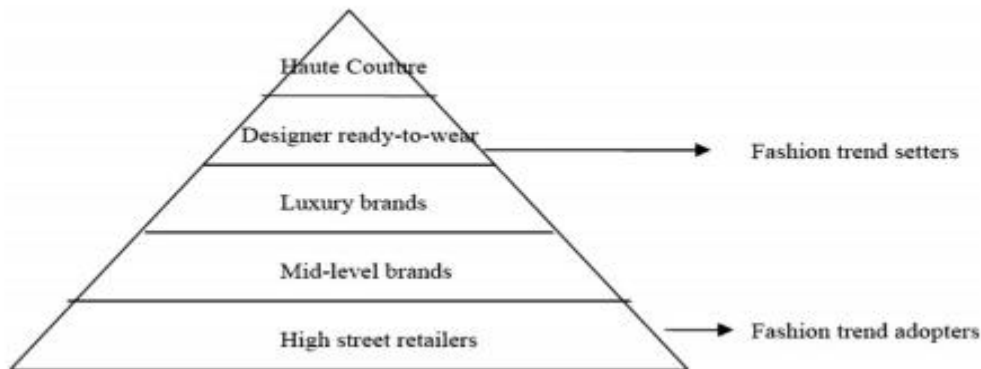 Haute Couture
Designer ready-to-wear
Fashion trend setters
Luxury brands
Mid-level brands
High street retailers
Fashion trend adopters